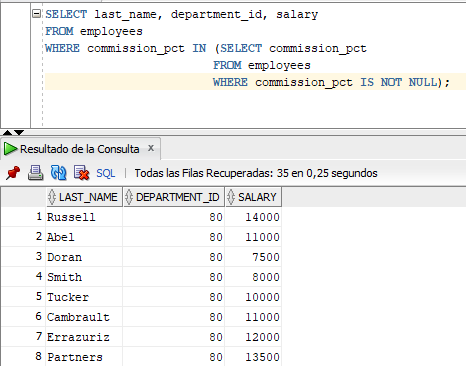 SELECT last_name, department_id, salary
FROM employees
WHERE commission_pct IN (SELECT commission_pct
FROM employees
WHERE commission_pct IS NOT NULL);
Resultado de la Consulta x
SQL | Todas las Filas Recuperadas: 35 en 0,25 segundos
LAST_NAME DEPARTMENT_ID SALARY
1 Russell 80 14000
2 Abel 80 11000
3 Doran 80 7500
4 Smith 80 8000
5 Tucker 80 10000
6 Cambrault 80 11000
7 Errazuriz 80 12000
8 Partners 80 13500